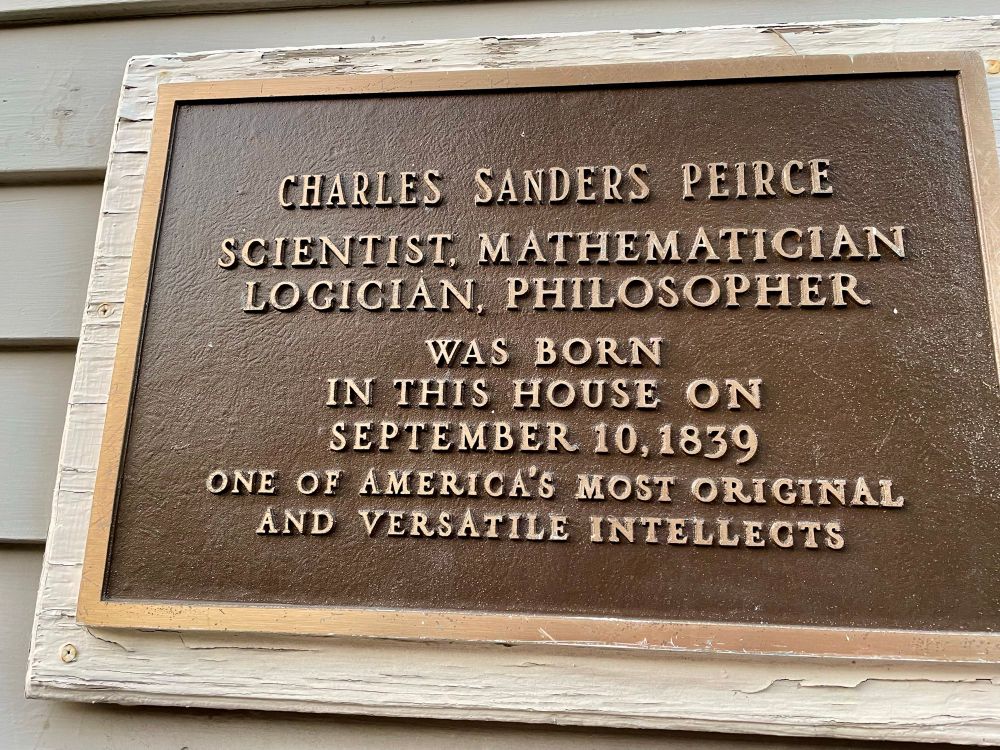 CHARLES SANDERS PEIRCE
SCIENTIST, MATHEMATICIAN
LOGICIAN, PHILOSOPHER
WAS BORN
IN THIS HOUSE ON
SEPTEMBER 10, 1839
ONE OF AMERICA'S MOST ORIGINAL
AND VERSATILE INTELLECTS